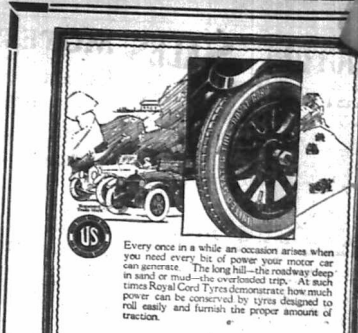 US
Every once in a while an occasion arises when
you need every bit of power your motor car
can generate. The long hill—the roadway deep
in sand or mud—the overloaded trip. At such
times Royal Cord Tyres demonstrate how much
power can be conserved by tyres designed to
roll easily and furnish the proper amount of
traction.